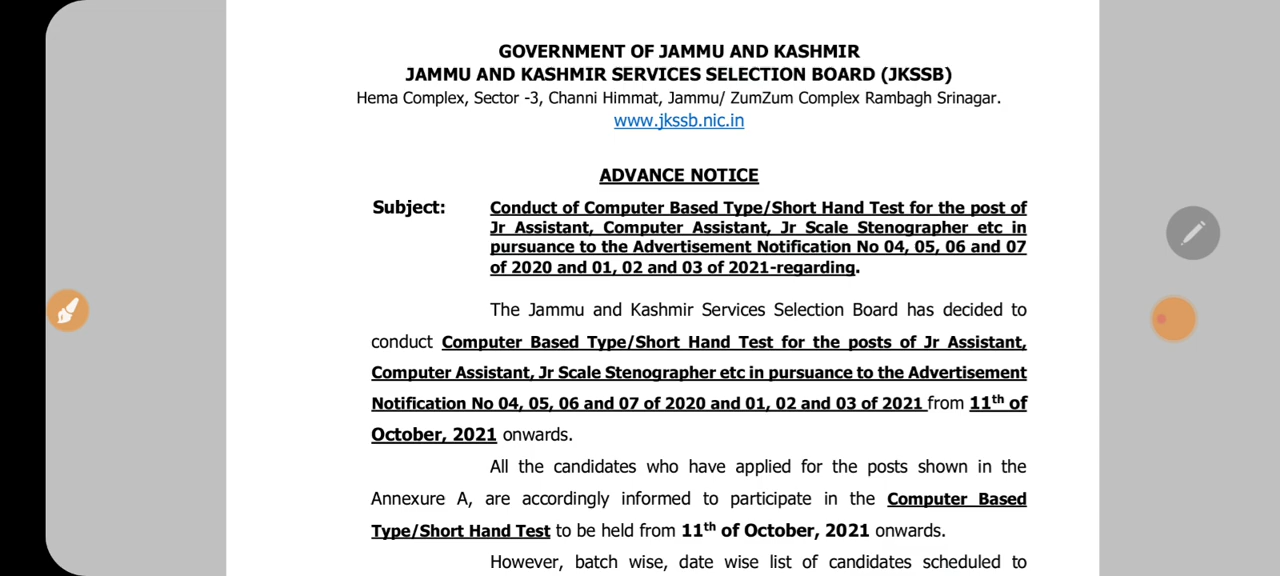 GOVERNMENT OF JAMMU AND KASHMIR
JAMMU AND KASHMIR SERVICES SELECTION BOARD (JKSSB)
Hema Complex, Sector -3, Channi Himmat, Jammu/ ZumZum Complex Rambagh Srinagar.
www.jkssb.nic.in
ADVANCE NOTICE
Subject: Conduct of Computer Based Type/Short Hand Test for the post of
Jr Assistant, Computer Assistant, Jr Scale Stenographer etc in
pursuance to the Advertisement Notification No 04, 05, 06 and 07
of 2020 and 01, 02 and 03 of 2021-regarding.
The Jammu and Kashmir Services Selection Board has decided to
conduct Computer Based Type/Short Hand Test for the posts of Jr Assistant,
Computer Assistant, Jr Scale Stenographer etc in pursuance to the Advertisement
Notification No 04, 05, 06 and 07 of 2020 and 01, 02 and 03 of 2021 from 11th of
October, 2021 onwards.
All the candidates who have applied for the posts shown in the
Annexure A, are accordingly informed to participate in the Computer Based
Type/Short Hand Test to be held from 11th of October, 2021 onwards.
However, batch wise, date wise list of candidates scheduled to